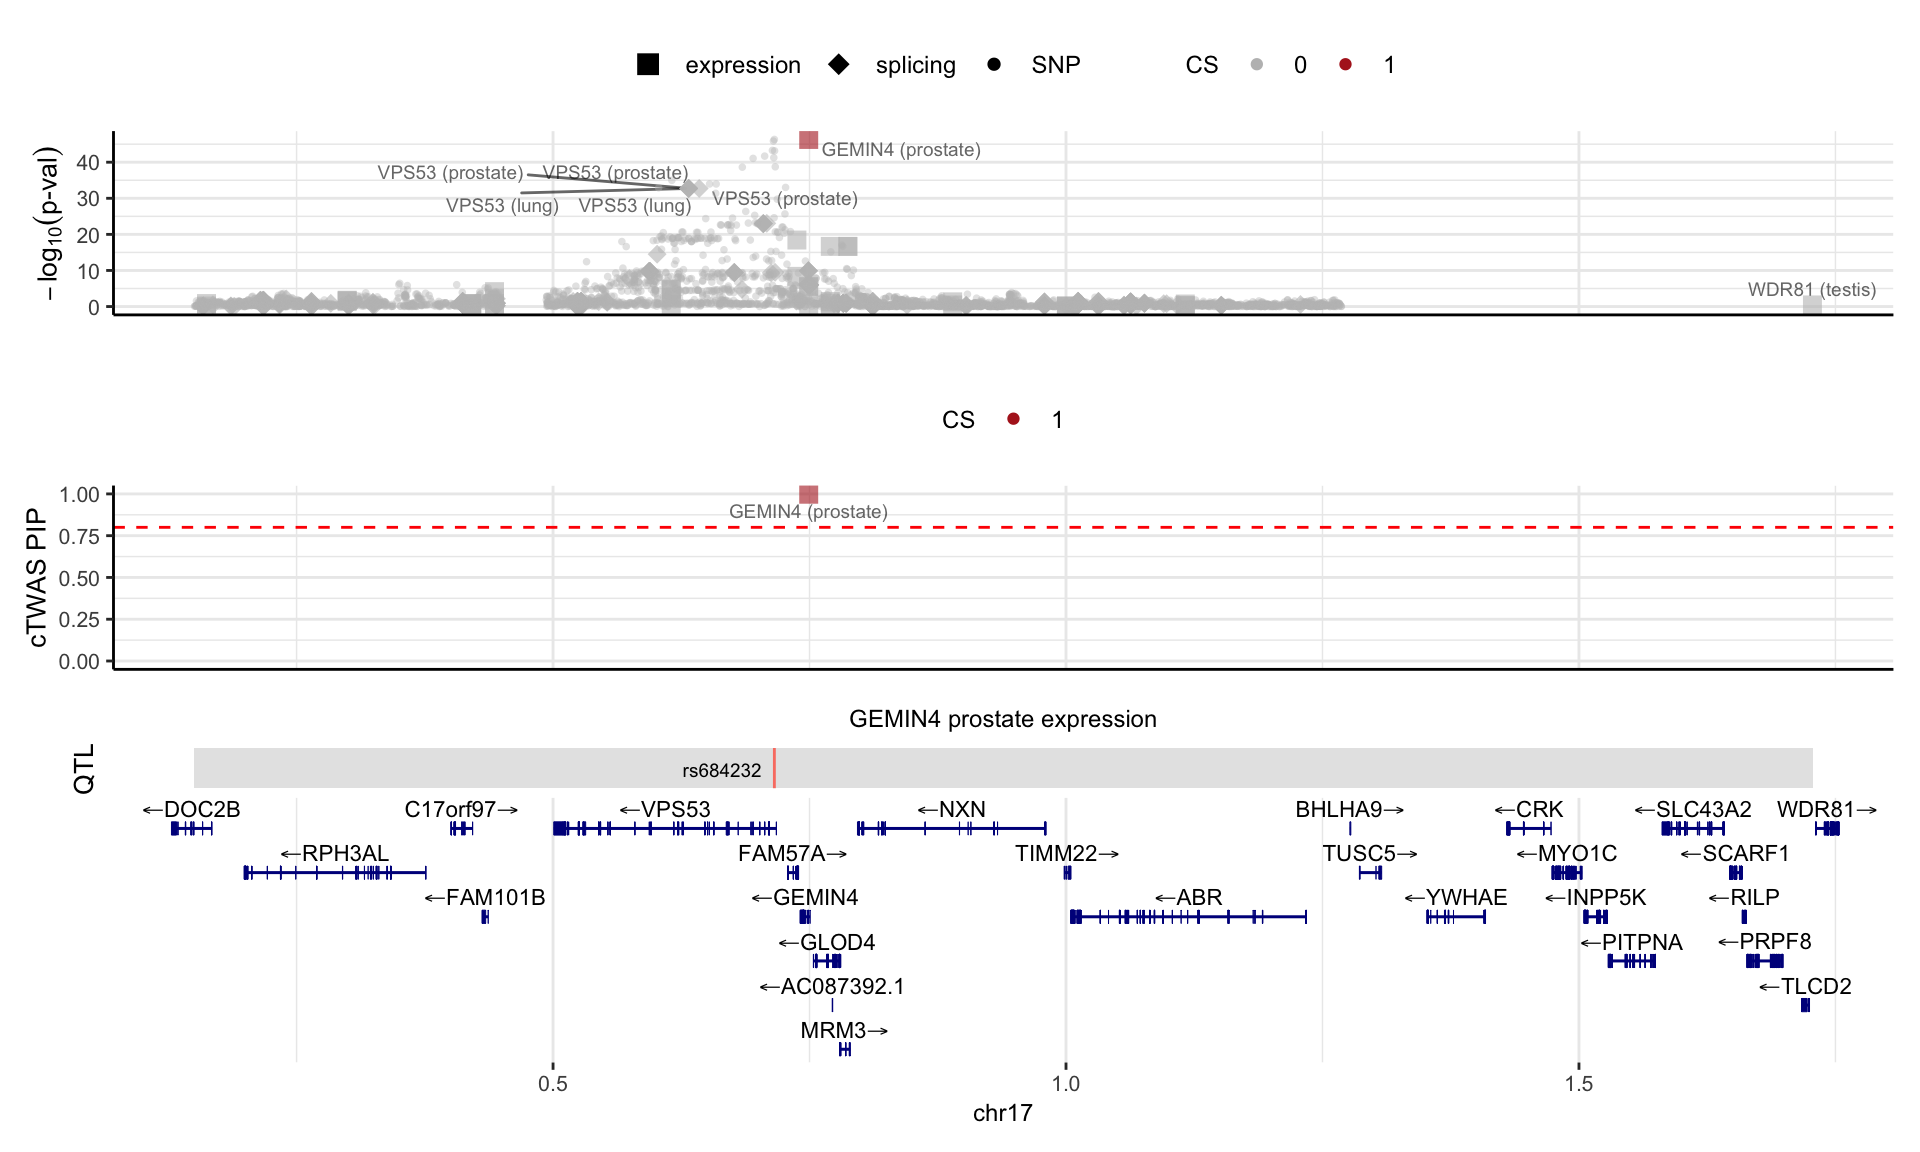 expression splicing SNP CS 0 1
−log10(p-val)
40
30
20
10
0
GEMIN4 (prostate)
VPS53 (prostate) VPS53 (prostate)
VPS53 (prostate)
VPS53 (lung) VPS53 (lung)
WDR81 (testis)
CS 1
cTWAS PIP
1.00
0.75
0.50
0.25
0.00
GEMIN4 (prostate)
GEMIN4 prostate expression
QTL
rs684232
←DOC2B C17orf97→ ←VPS53 ←NXN BHLHA9→ ←CRK ←SLC43A2 WDR81→
←RPH3AL FAM57A→ TIMM22→ TUSC5→ ←MYO1C ←SCARF1
←FAM101B ←GEMIN4 ←ABR ←YWHAE ←INPP5K ←RILP
←GLOD4 ←PITPNA ←PRPF8
←AC087392.1 ←TLCD2
MRM3→
0.5 1.0 1.5
chr17